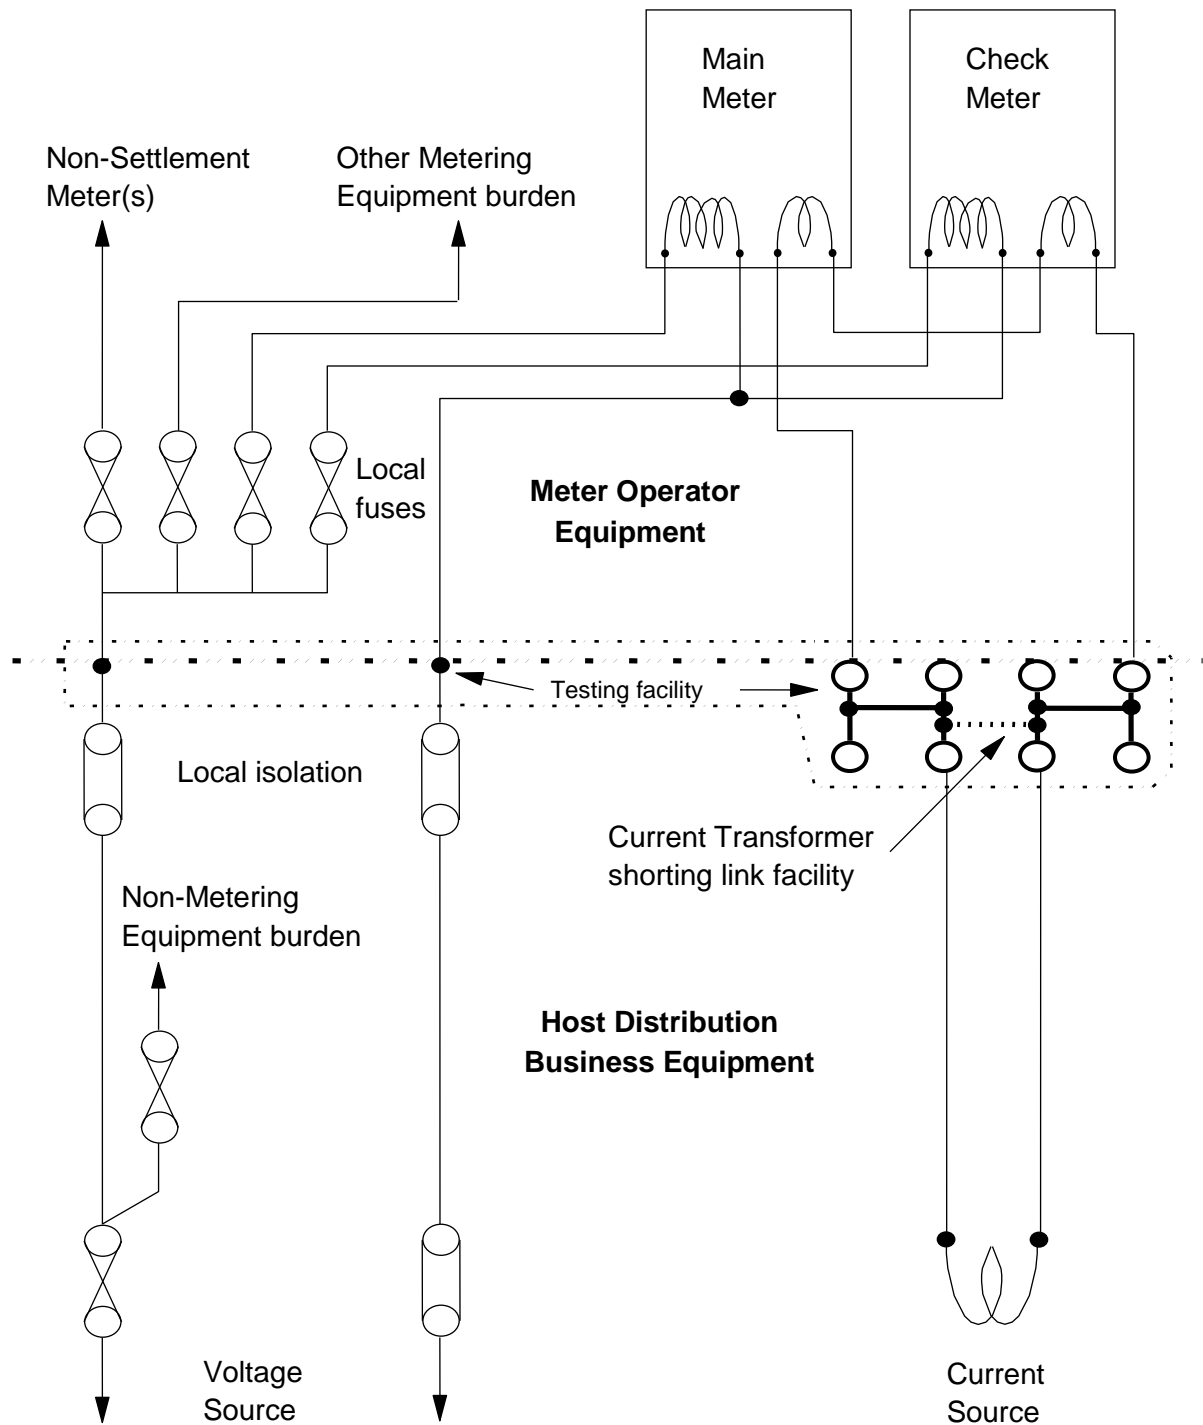 Main
Meter
Check
Meter
Non-Settlement
Meter(s)
Other Metering
Equipment burden
Local
fuses
Meter Operator
Equipment
Testing facility
Local isolation
Current Transformer
shorting link facility
Non-Metering
Equipment burden
Host Distribution
Business Equipment
Voltage
Source
Current
Source